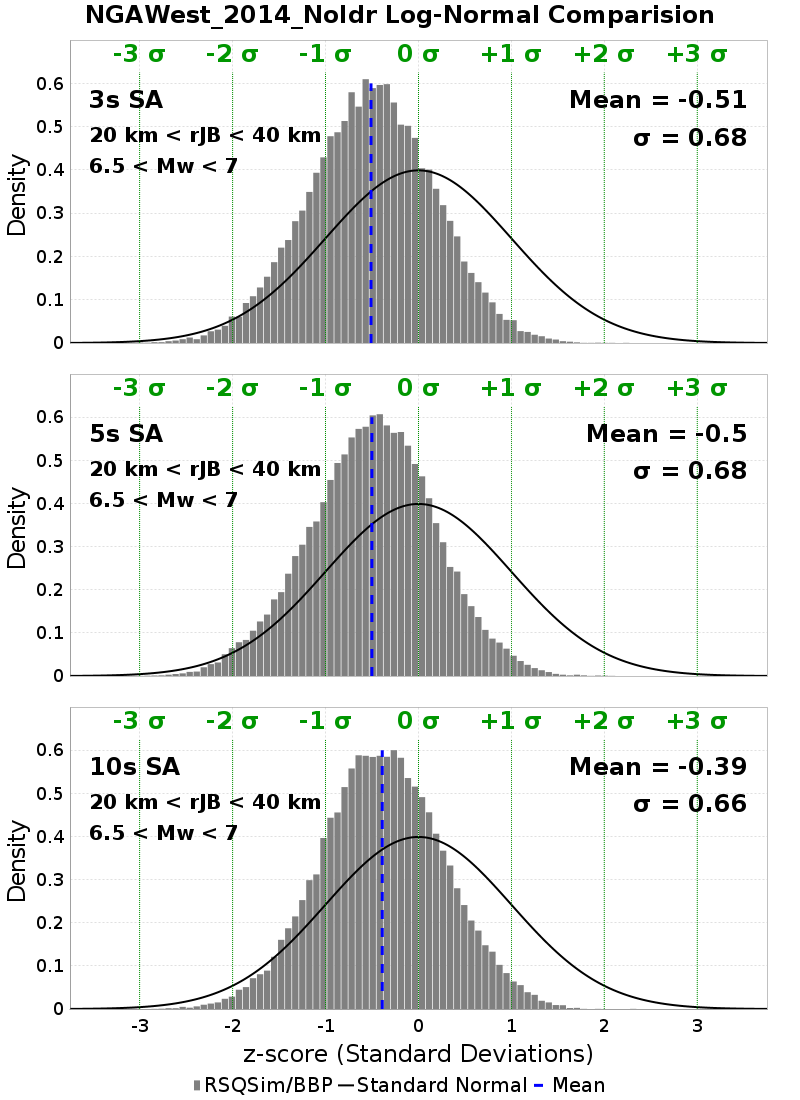 NGAWest_2014_NoIdr Log-Normal Comparision
-3 σ -2 σ -1 σ 0 σ +1 σ +2 σ +3 σ
3s SA
20 km < rJB < 40 km
6.5 < Mw < 7
Mean = -0.51
σ = 0.68
Density
0.6
0.5
0.4
0.3
0.2
0.1
0
-3 σ -2 σ -1 σ 0 σ +1 σ +2 σ +3 σ
5s SA
20 km < rJB < 40 km
6.5 < Mw < 7
Mean = -0.5
σ = 0.68
Density
0.6
0.5
0.4
0.3
0.2
0.1
0
-3 σ -2 σ -1 σ 0 σ +1 σ +2 σ +3 σ
10s SA
20 km < rJB < 40 km
6.5 < Mw < 7
Mean = -0.39
σ = 0.66
Density
0.6
0.5
0.4
0.3
0.2
0.1
0
-3 -2 -1 0 1 2 3
z-score (Standard Deviations)
RSQSim/BBP Standard Normal Mean